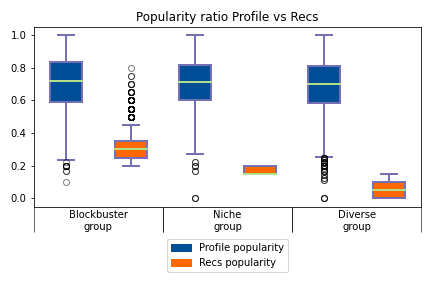 Popularity ratio Profile vs Recs
1.0
0.8
0.6
0.4
0.2
0.0
Blockbuster
group
Niche
group
Diverse
group
Profile popularity
Recs popularity